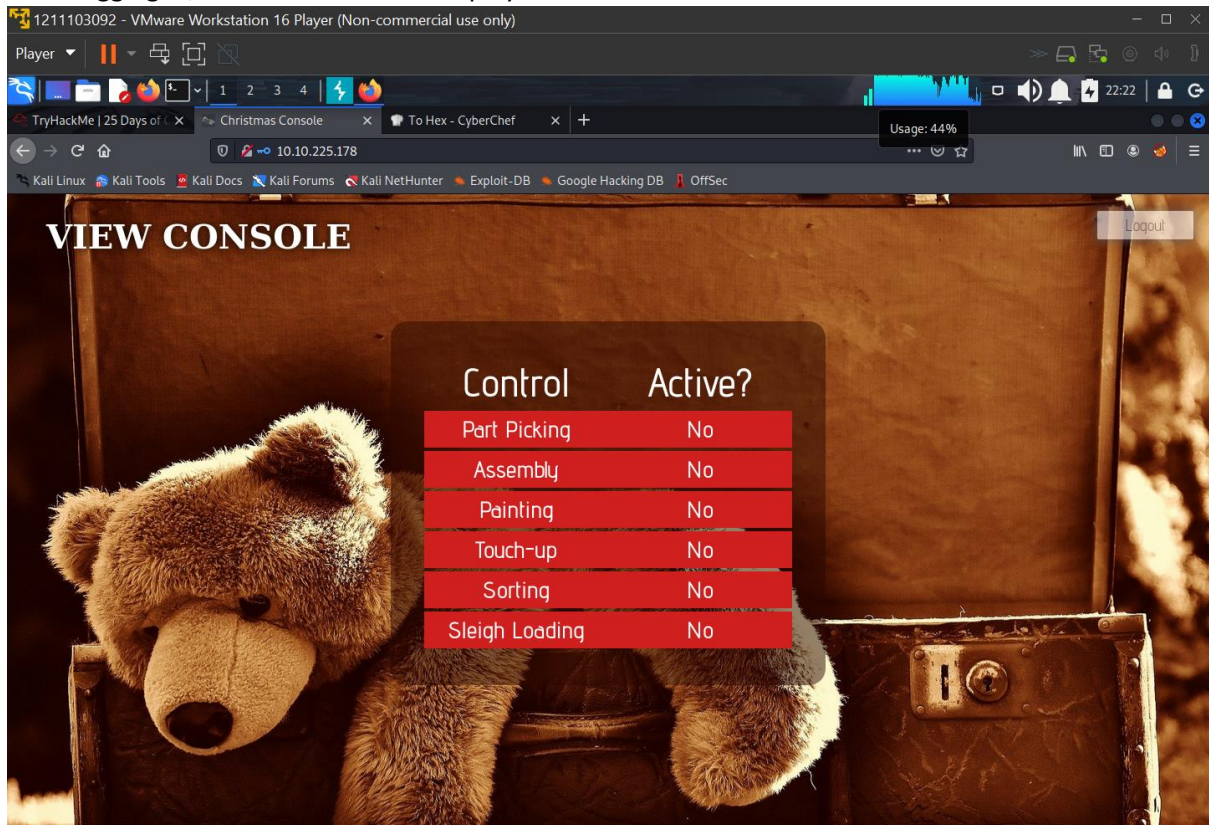 1211103092 - VMware Workstation 16 Player (Non-commercial use only)
Player
1 2 3 4 22:22
TryHackMe | 25 Days of Christmas Console To Hex - CyberChef
Usage: 44%
10.10.225.178
Kali Linux Kali Tools Kali Docs Kali Forums Kali NetHunter Exploit-DB Google Hacking DB OffSec
VIEW CONSOLE Logout
Control Active?
Part Picking No
Assembly No
Painting No
Touch-up No
Sorting No
Sleigh Loading No